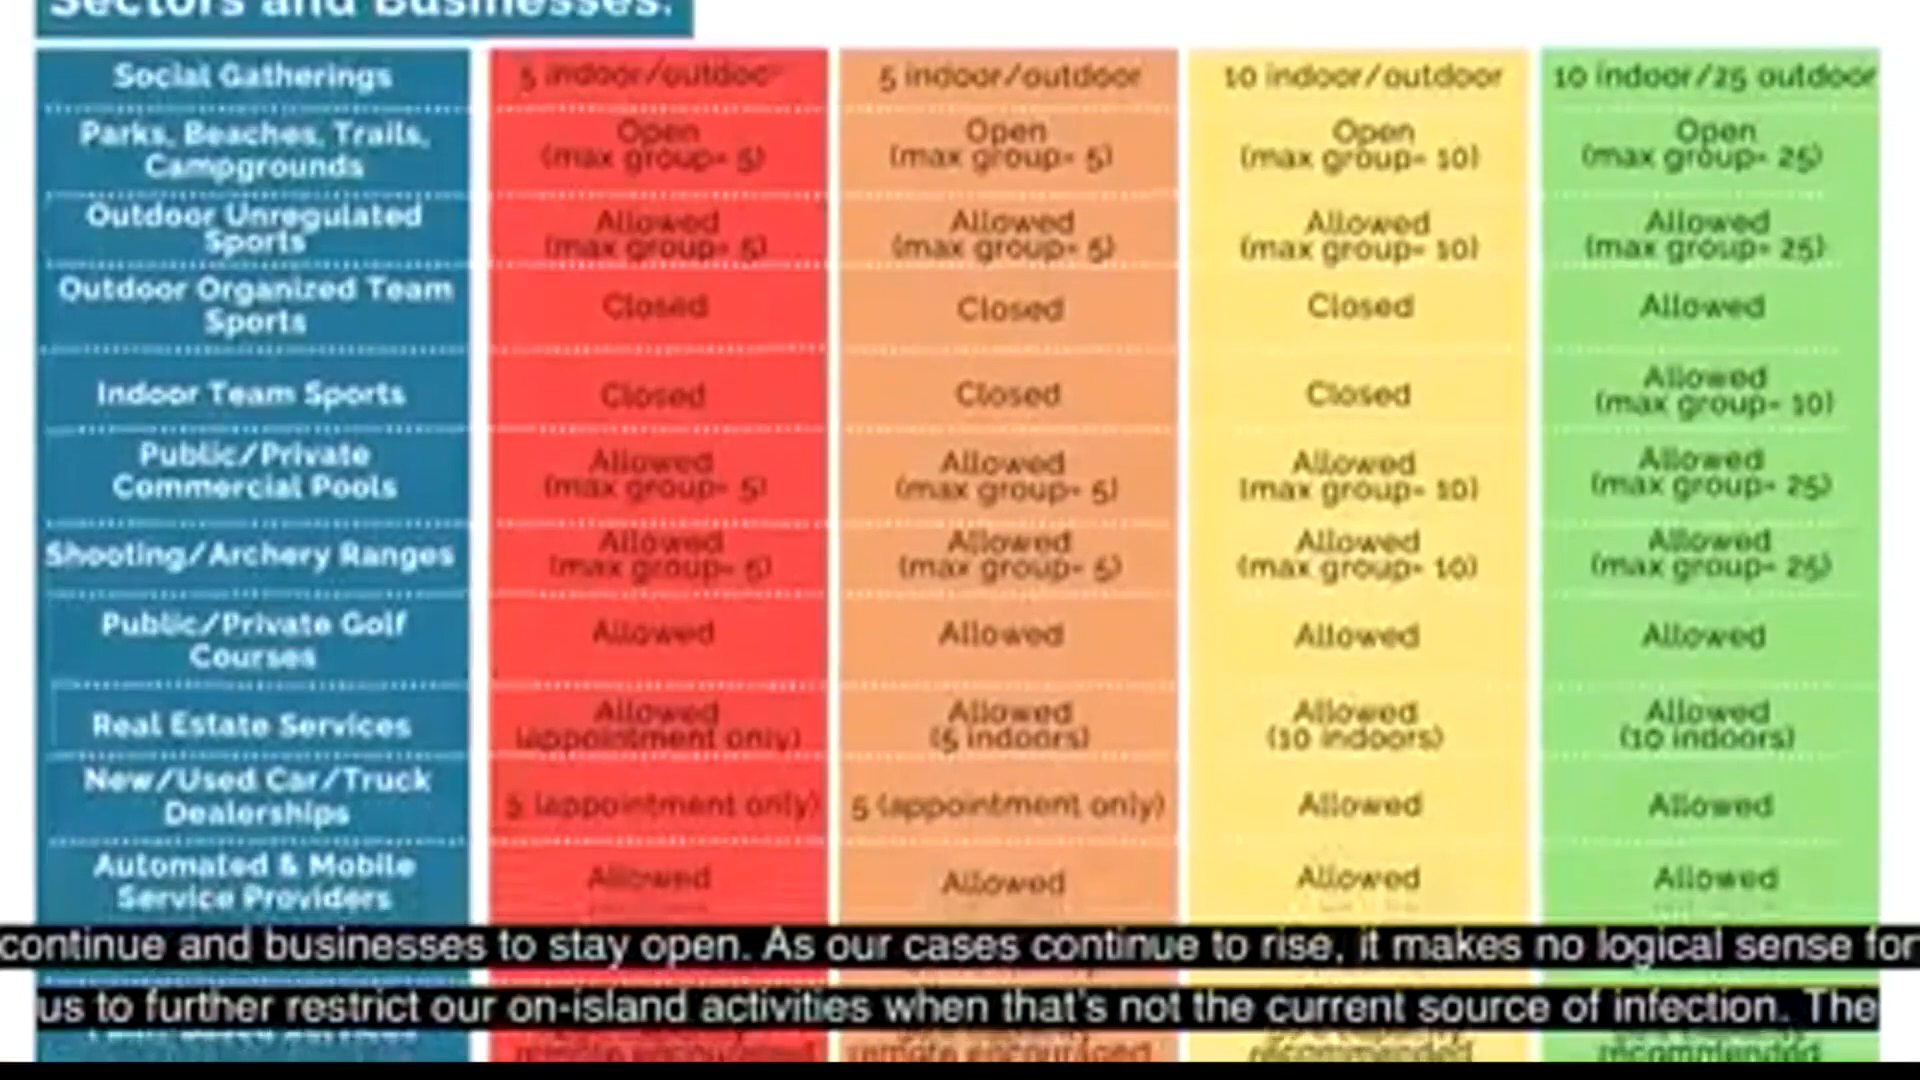 Sectors and Businesses:
Social Gatherings
5 indoor/outdoor
5 indoor/outdoor
10 indoor/outdoor
10 indoor/25 outdoor
Parks, Beaches, Trails,
Campgrounds
Open
(max group= 5)
Open
(max group= 5)
Open
(max group= 10)
Open
(max group= 25)
Outdoor Unregulated
Sports
Allowed
(max group= 5)
Allowed
(max group= 5)
Allowed
(max group= 10)
Allowed
(max group= 25)
Outdoor Organized Team
Sports
Closed
Closed
Closed
Allowed
Indoor Team Sports
Closed
Closed
Closed
Allowed
(max group= 10)
Public/Private
Commercial Pools
Allowed
(max group= 5)
Allowed
(max group= 5)
Allowed
(max group= 10)
Allowed
(max group= 25)
Shooting/Archery Ranges
Allowed
(max group= 5)
Allowed
(max group= 5)
Allowed
(max group= 10)
Allowed
(max group= 25)
Public/Private Golf
Courses
Allowed
Allowed
Allowed
Allowed
Real Estate Services
Allowed
(appointment only)
Allowed
(5 indoors)
Allowed
(10 indoors)
Allowed
(10 indoors)
New/Used Car/Truck
Dealerships
5 (appointment only)
5 (appointment only)
Allowed
Allowed
Automated & Mobile
Service Providers
Allowed
Allowed
Allowed
Allowed
continue and businesses to stay open. As our cases continue to rise, it makes no logical sense for
us to further restrict our on-island activities when that's not the current source of infection. The
remote encouraged
remote encouraged
recommended
recommended